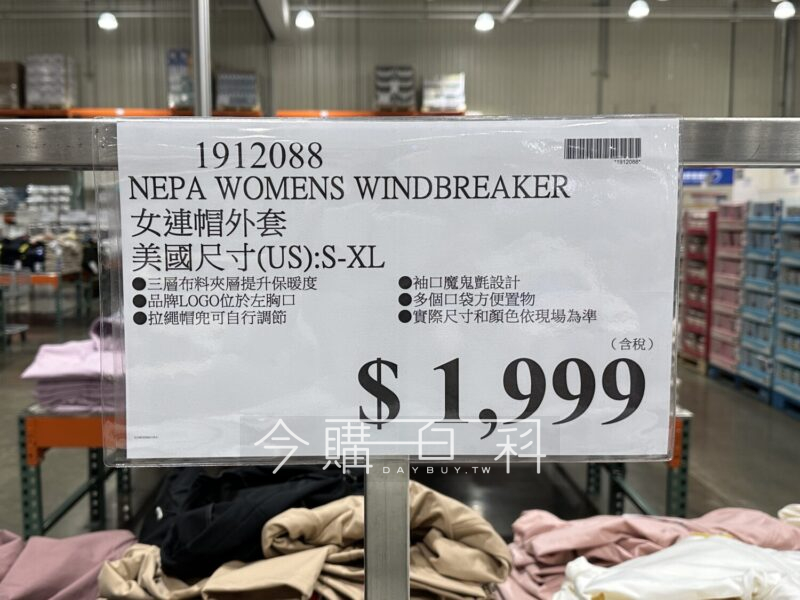 1912088
*1912088*
NEPA WOMENS WINDBREAKER
女連帽外套
美國尺寸(US):S-XL
●三層布料夾層提升保暖度
●品牌LOGO位於左胸口
●拉繩帽兜可自行調節
●袖口魔鬼氈設計
●多個口袋方便置物
●實際尺寸和顏色依現場為準
(含稅)
$ 1,999
今購百科
DAYBUY.TW